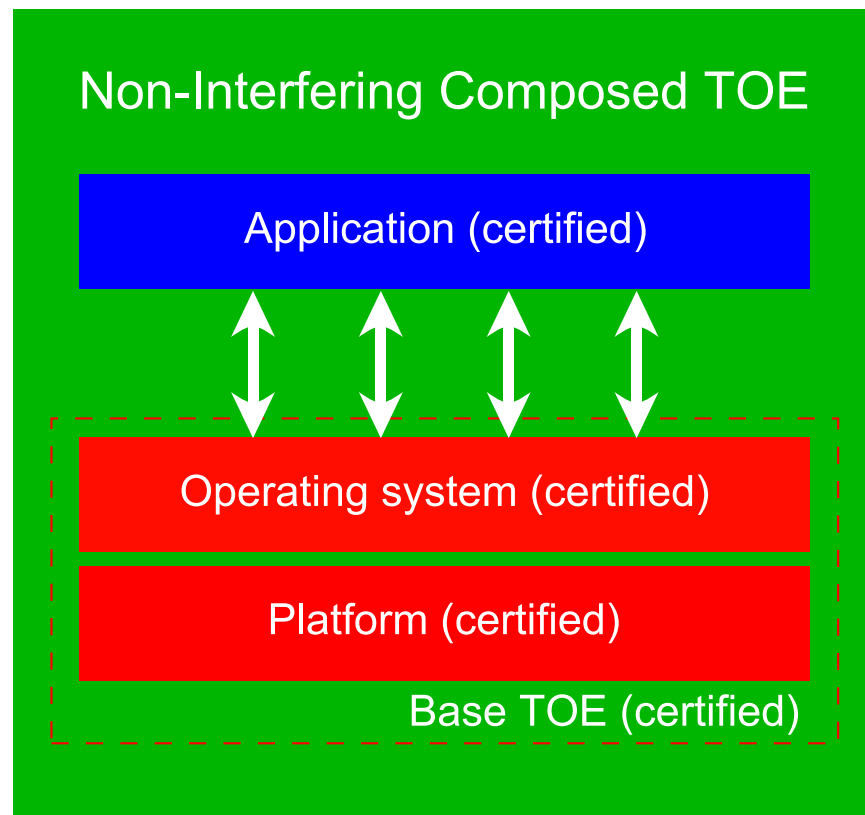 Non-Interfering Composed TOE
Application (certified)
Operating system (certified)
Platform (certified)
Base TOE (certified)